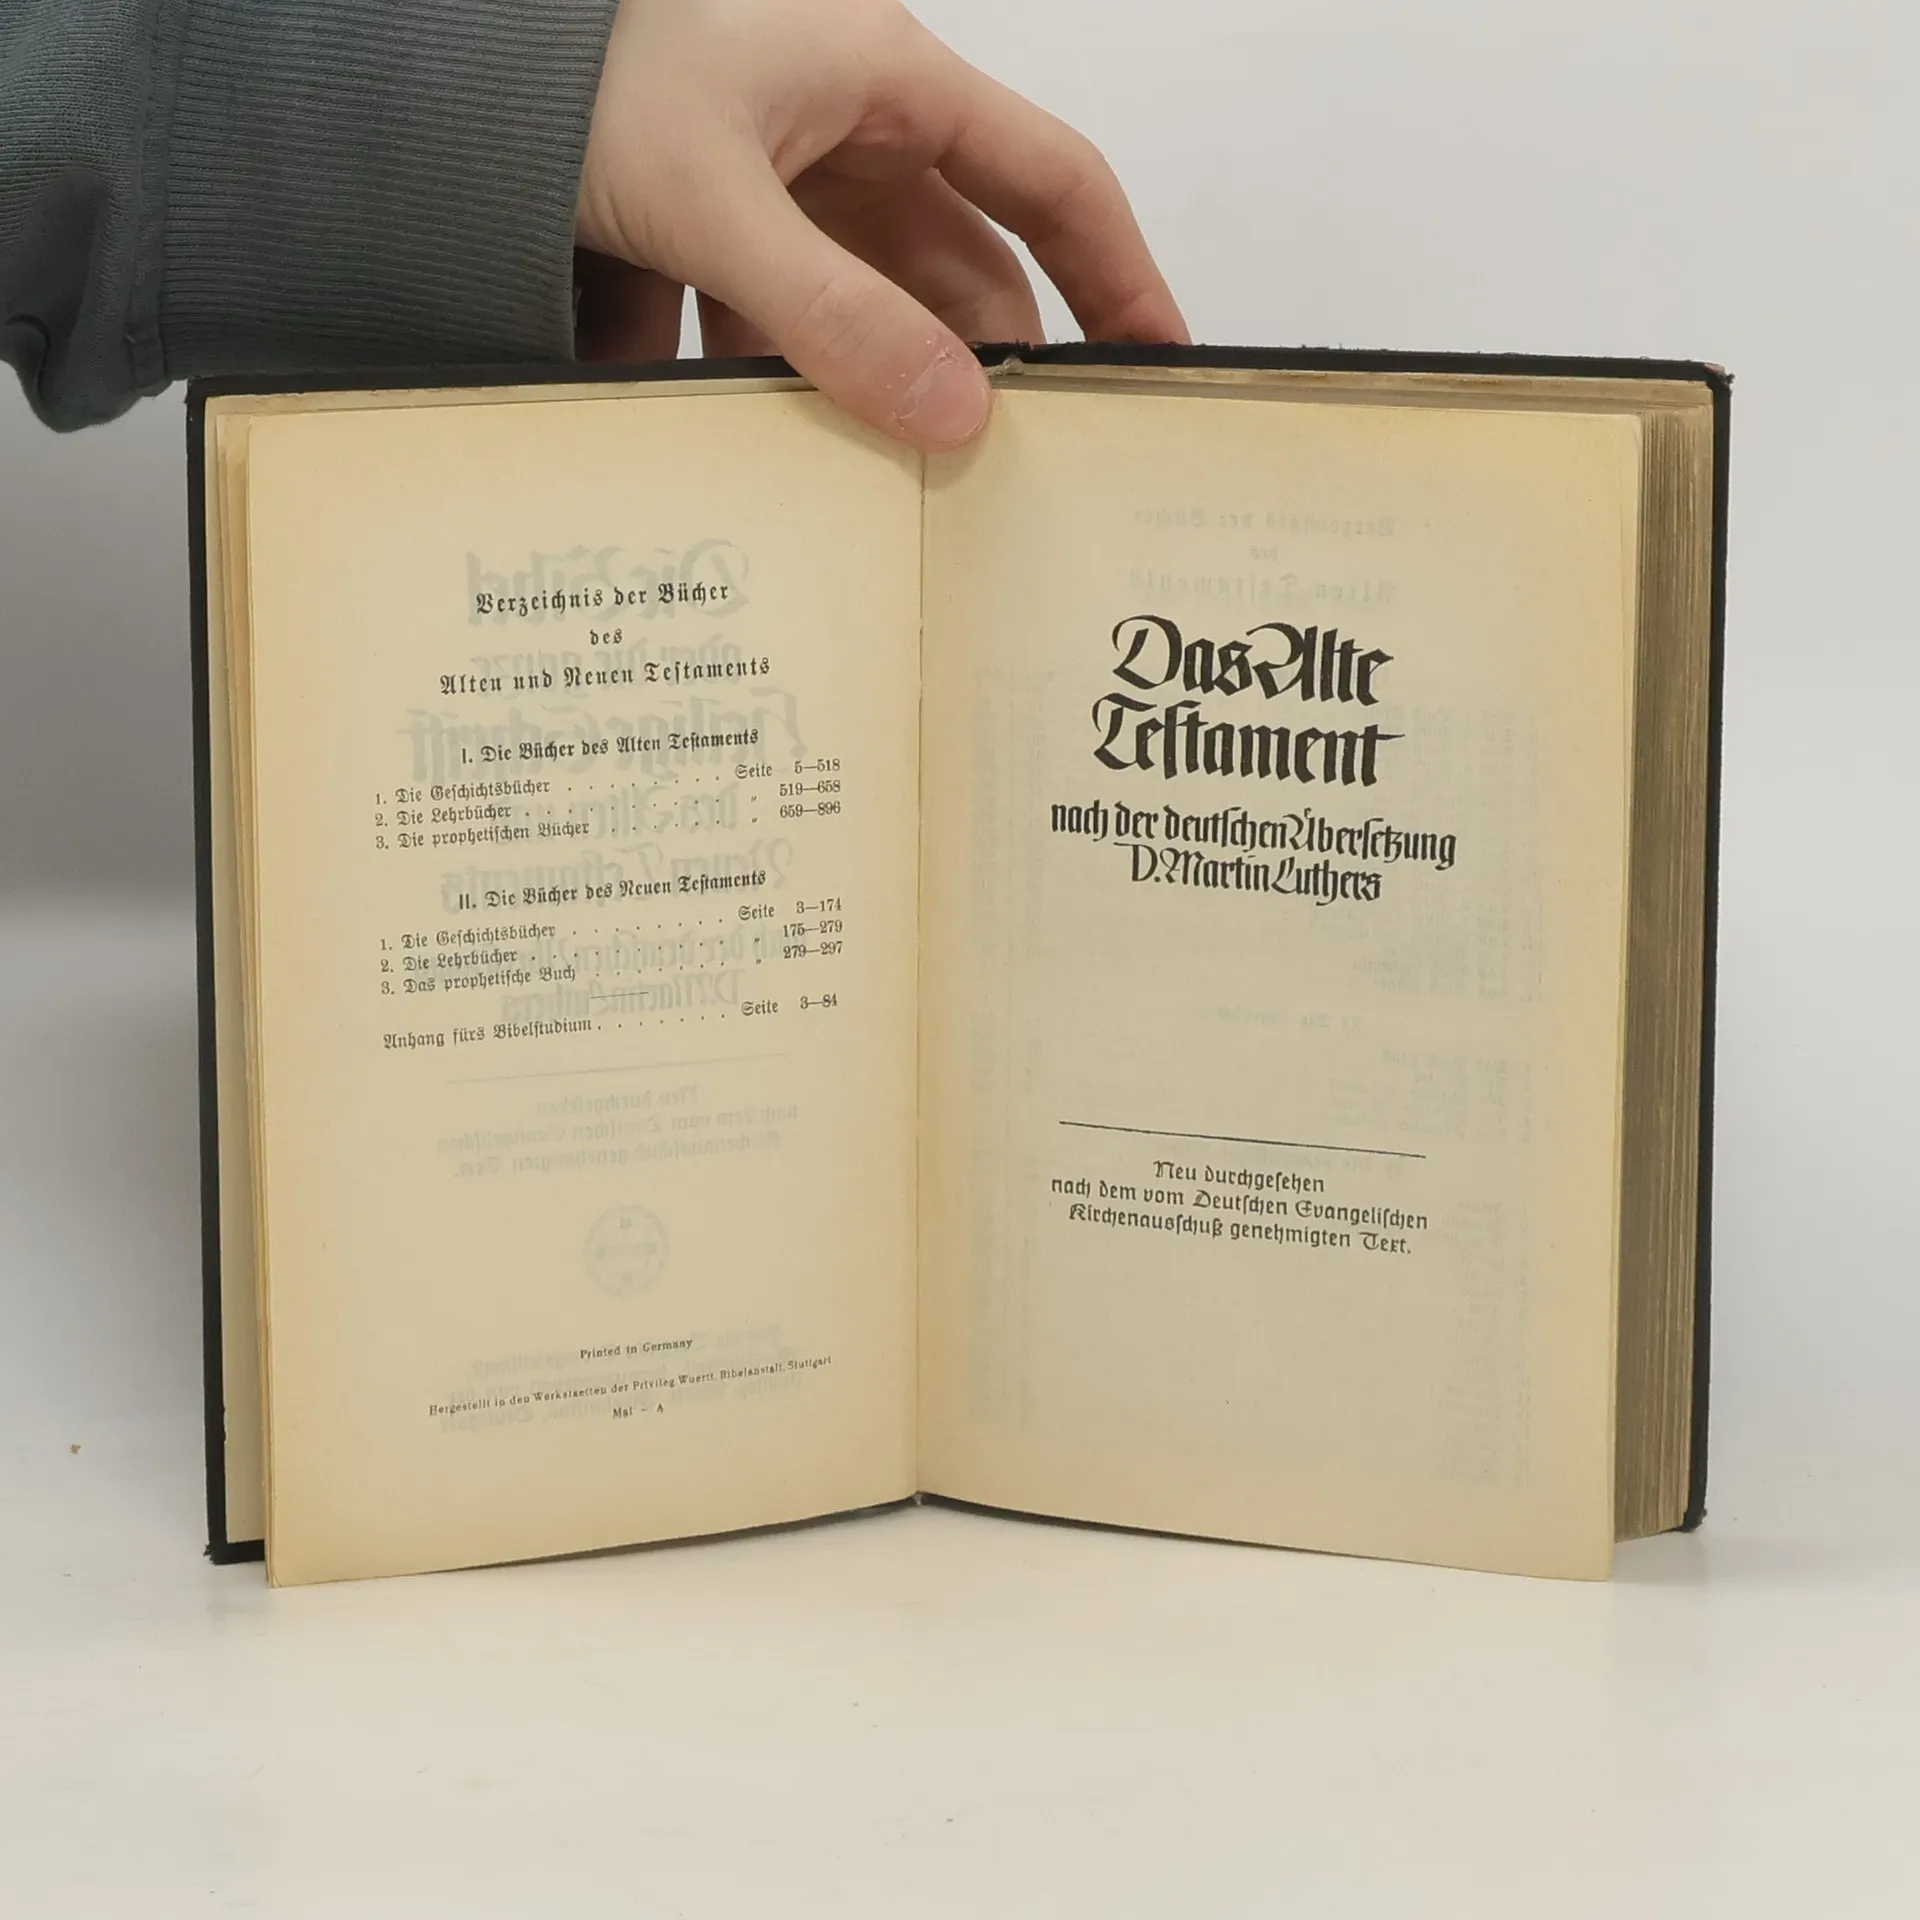 Verzeichnis der Bücher
des
Alten und Neuen Testaments
I. Die Bücher des Alten Testaments
1. Die Geschichtsbücher . . . . . . . . Seite 5—518
2. Die Lehrbücher . . . . . . . . . . „ 519—658
3. Die prophetischen Bücher . . . . . . „ 659—896
II. Die Bücher des Neuen Testaments
1. Die Geschichtsbücher . . . . . . . . Seite 3—174
2. Die Lehrbücher . . . . . . . . . . „ 175—279
3. Das prophetische Buch . . . . . . . „ 279—297
Anhang fürs Bibelstudium . . . . . . . Seite 3—84
Printed in Germany
Hergestellt in den Werkstaetten der Privileg. Wuertt. Bibelanstalt, Stuttgart
Mai - A
Das Alte
Testament
nach der deutschen Übersetzung
D. Martin Luthers
Neu durchgesehen
nach dem vom Deutschen Evangelischen
Kirchenausschuß genehmigten Text.